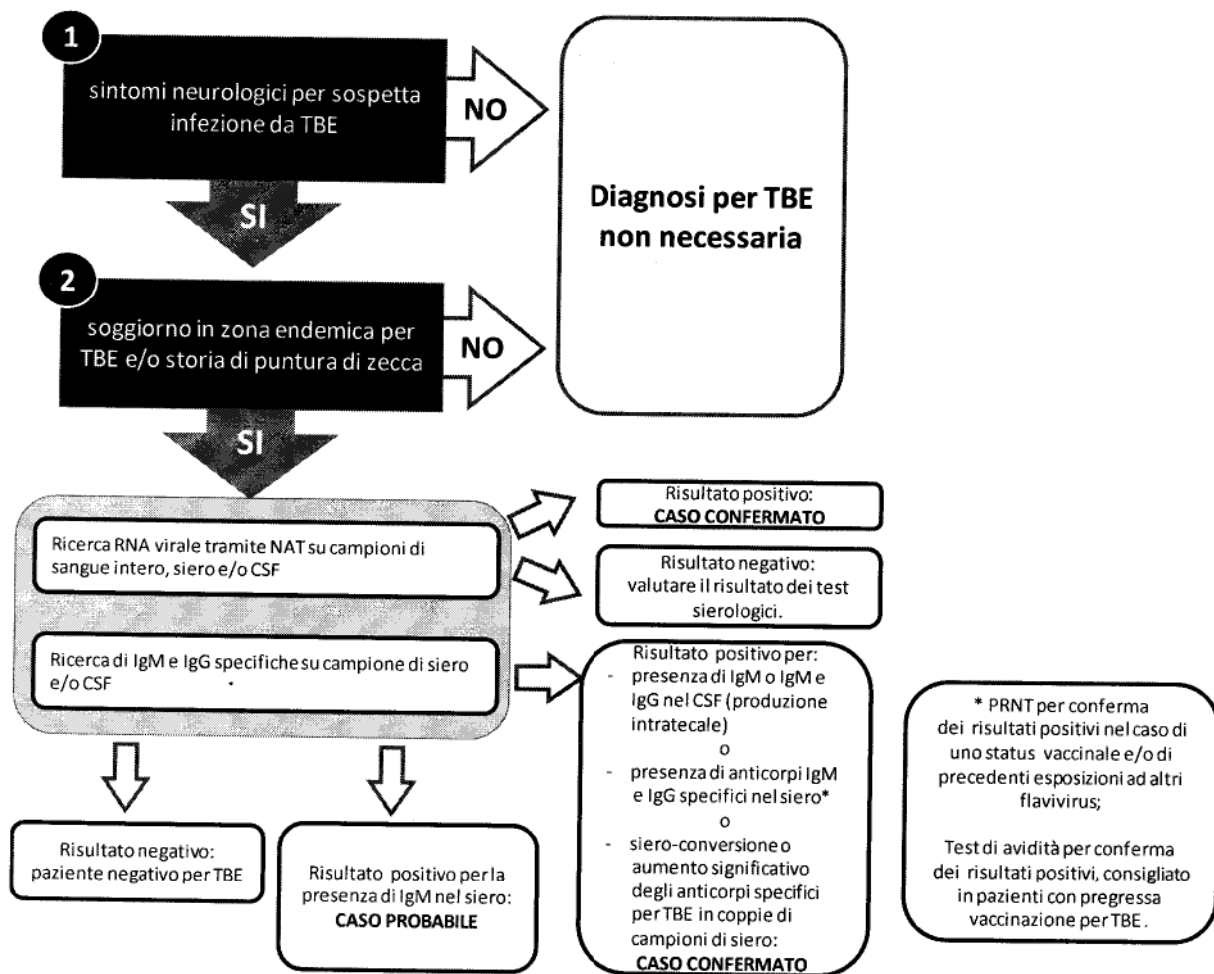 1
sintomi neurologici per sospetta
infezione da TBE
NO
SI
Diagnosi per TBE
non necessaria
2
soggiorno in zona endemica per
TBE e/o storia di puntura di zecca
NO
SI
Ricerca RNA virale tramite NAT su campioni di
sangue intero, siero e/o CSF
Risultato positivo:
CASO CONFERMATO
Risultato negativo:
valutare il risultato dei test
sierologici.
Ricerca di IgM e IgG specifiche su campione di siero
e/o CSF
Risultato positivo per:
- presenza di IgM o IgM e
IgG nel CSF (produzione
intratecale)
o
- presenza di anticorpi IgM
e IgG specifici nel siero*
o
- siero-conversione o
aumento significativo
degli anticorpi specifici
per TBE in coppie di
campioni di siero:
CASO CONFERMATO
* PRNT per conferma
dei risultati positivi nel caso di
uno status vaccinale e/o di
precedenti esposizioni ad altri
flavivirus;
Test di avidità per conferma
dei risultati positivi, consigliato
in pazienti con pregressa
vaccinazione per TBE.
Risultato negativo:
paziente negativo per TBE
Risultato positivo per la
presenza di IgM nel siero:
CASO PROBABILE